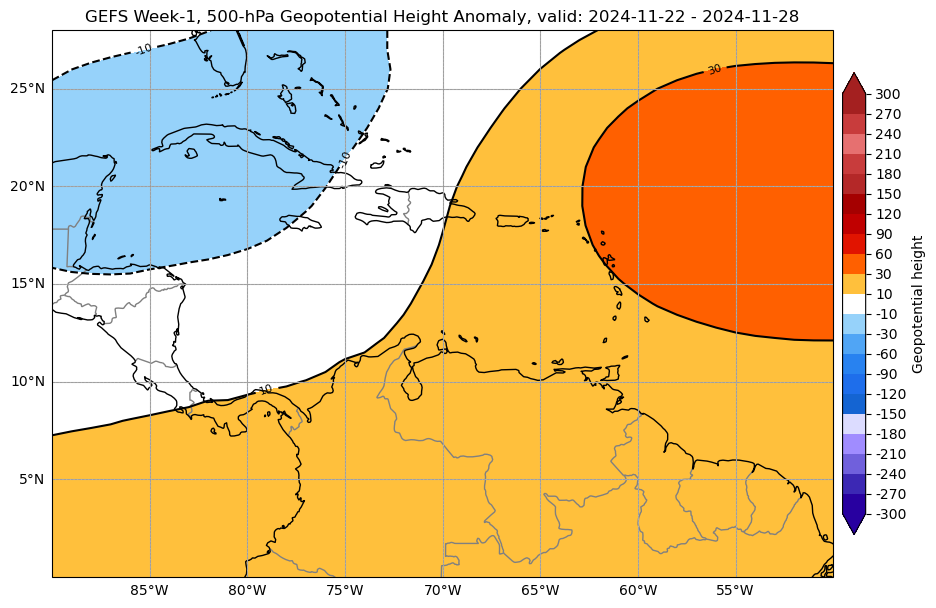 GEFS Week-1, 500-hPa Geopotential Height Anomaly, valid: 2024-11-22 - 2024-11-28
-10
30
-10
10
25°N
20°N
15°N
10°N
5°N
85°W
80°W
75°W
70°W
65°W
60°W
55°W
300
270
240
210
180
150
120
90
60
30
10
-10
-30
-60
-90
-120
-150
-180
-210
-240
-270
-300
Geopotential height